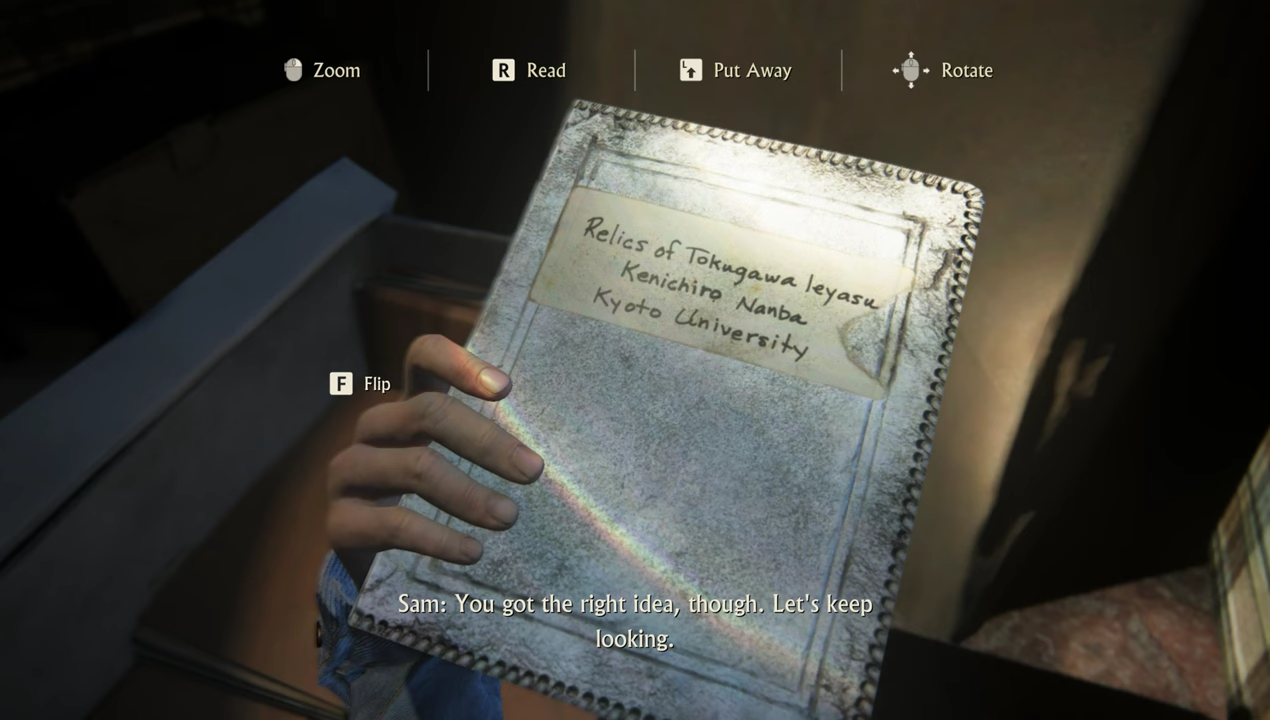 Zoom
R Read
L Put Away
Rotate
Relics of Tokugawa Ieyasu
Kenichiro Nanba
Kyoto University
F Flip
Sam: You got the right idea, though. Let's keep
looking.